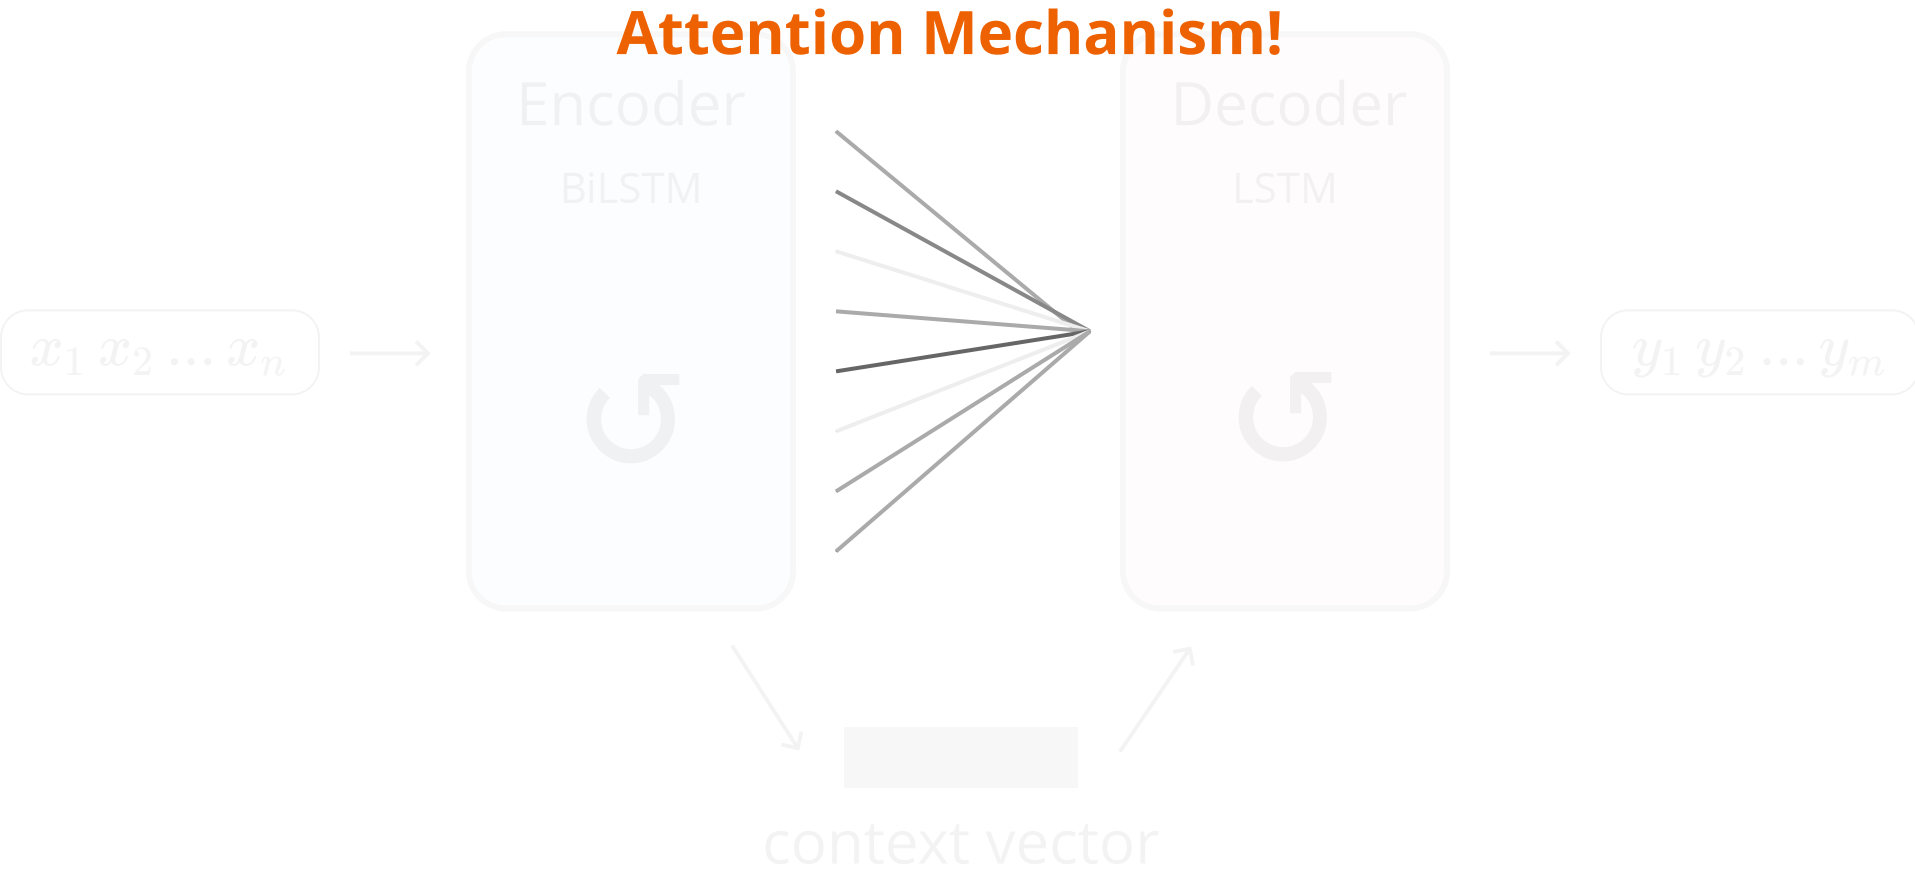 Attention Mechanism!
Encoder
Decoder
BiLSTM
LSTM
x₁ x₂ ... xₙ
y₁ y₂ ... yₘ
context vector